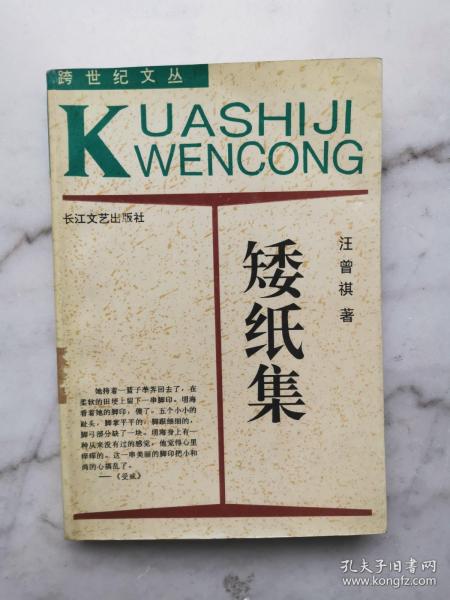 跨世纪文丛
KUASHIJI
WENCONG
长江文艺出版社
汪曾祺 著
矮纸集
她挎着一篮子荸荠回去了，在
柔软的田埂上留下一串脚印。明海
看着她的脚印，傻了。五个小小的
趾头，脚掌平平的，脚跟细细的，
脚弓部分缺了一块。明海身上有一
种从来没有过的感觉，他觉得心里
痒痒的。这一串美丽的脚印把小和
尚的心搞乱了。
——《受戒》
孔夫子旧书网
www.kongfz.com